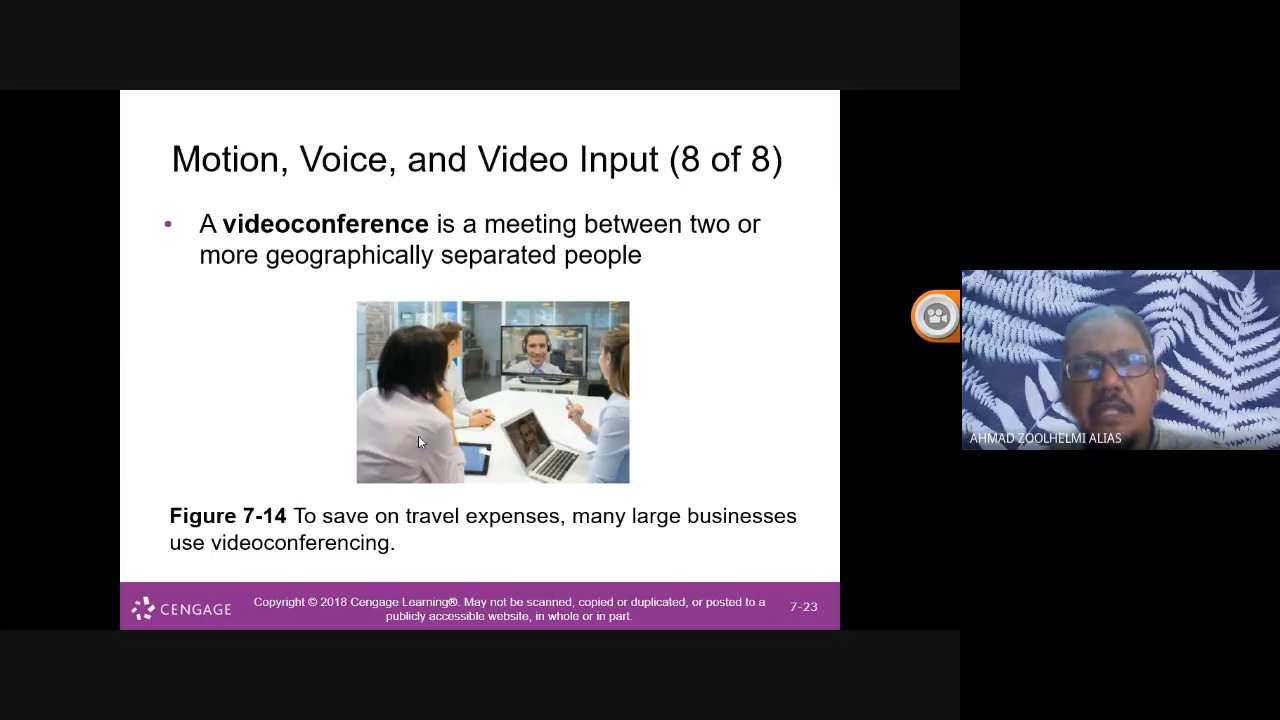 Motion, Voice, and Video Input (8 of 8)
• A videoconference is a meeting between two or
more geographically separated people
Figure 7-14 To save on travel expenses, many large businesses
use videoconferencing.
CENGAGE
Copyright © 2018 Cengage Learning®. May not be scanned, copied or duplicated, or posted to a
publicly accessible website, in whole or in part.
7-23
AHMAD ZOOLHELMI ALIAS